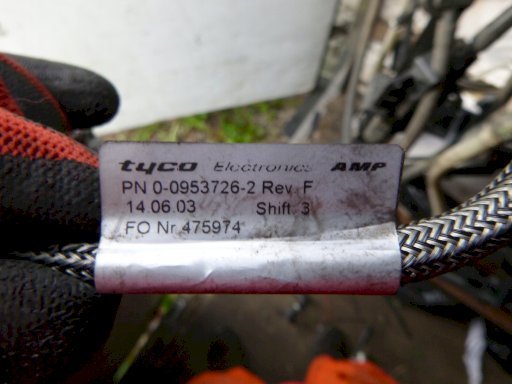 tyco Electronics AMP
PN 0-0953726-2 Rev F
14.06.03 Shift 3
FO Nr 475974